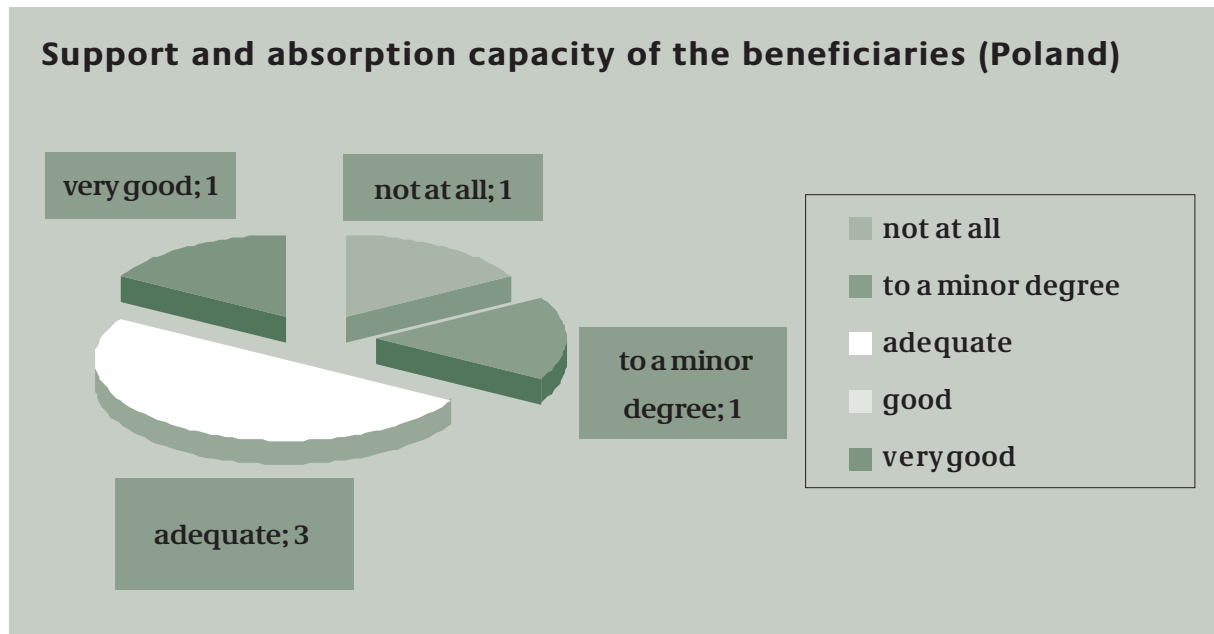 Support and absorption capacity of the beneficiaries (Poland)
very good; 1
not at all; 1
to a minor
degree; 1
adequate; 3
not at all
to a minor degree
adequate
good
very good